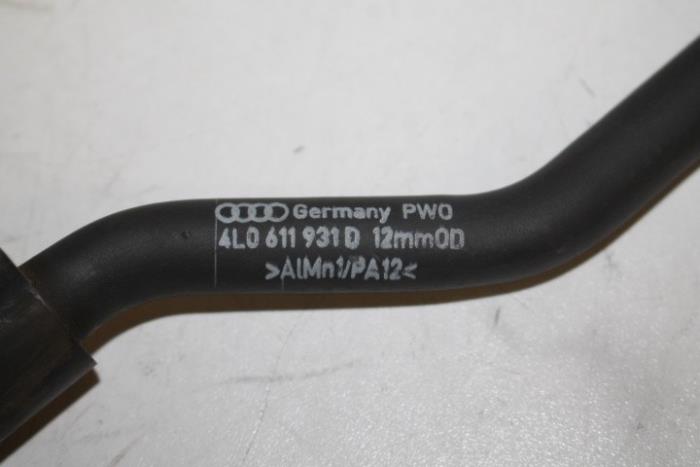 Germany PWO
4L0 611 931 D 12mmOD
>AlMn1/PA12<